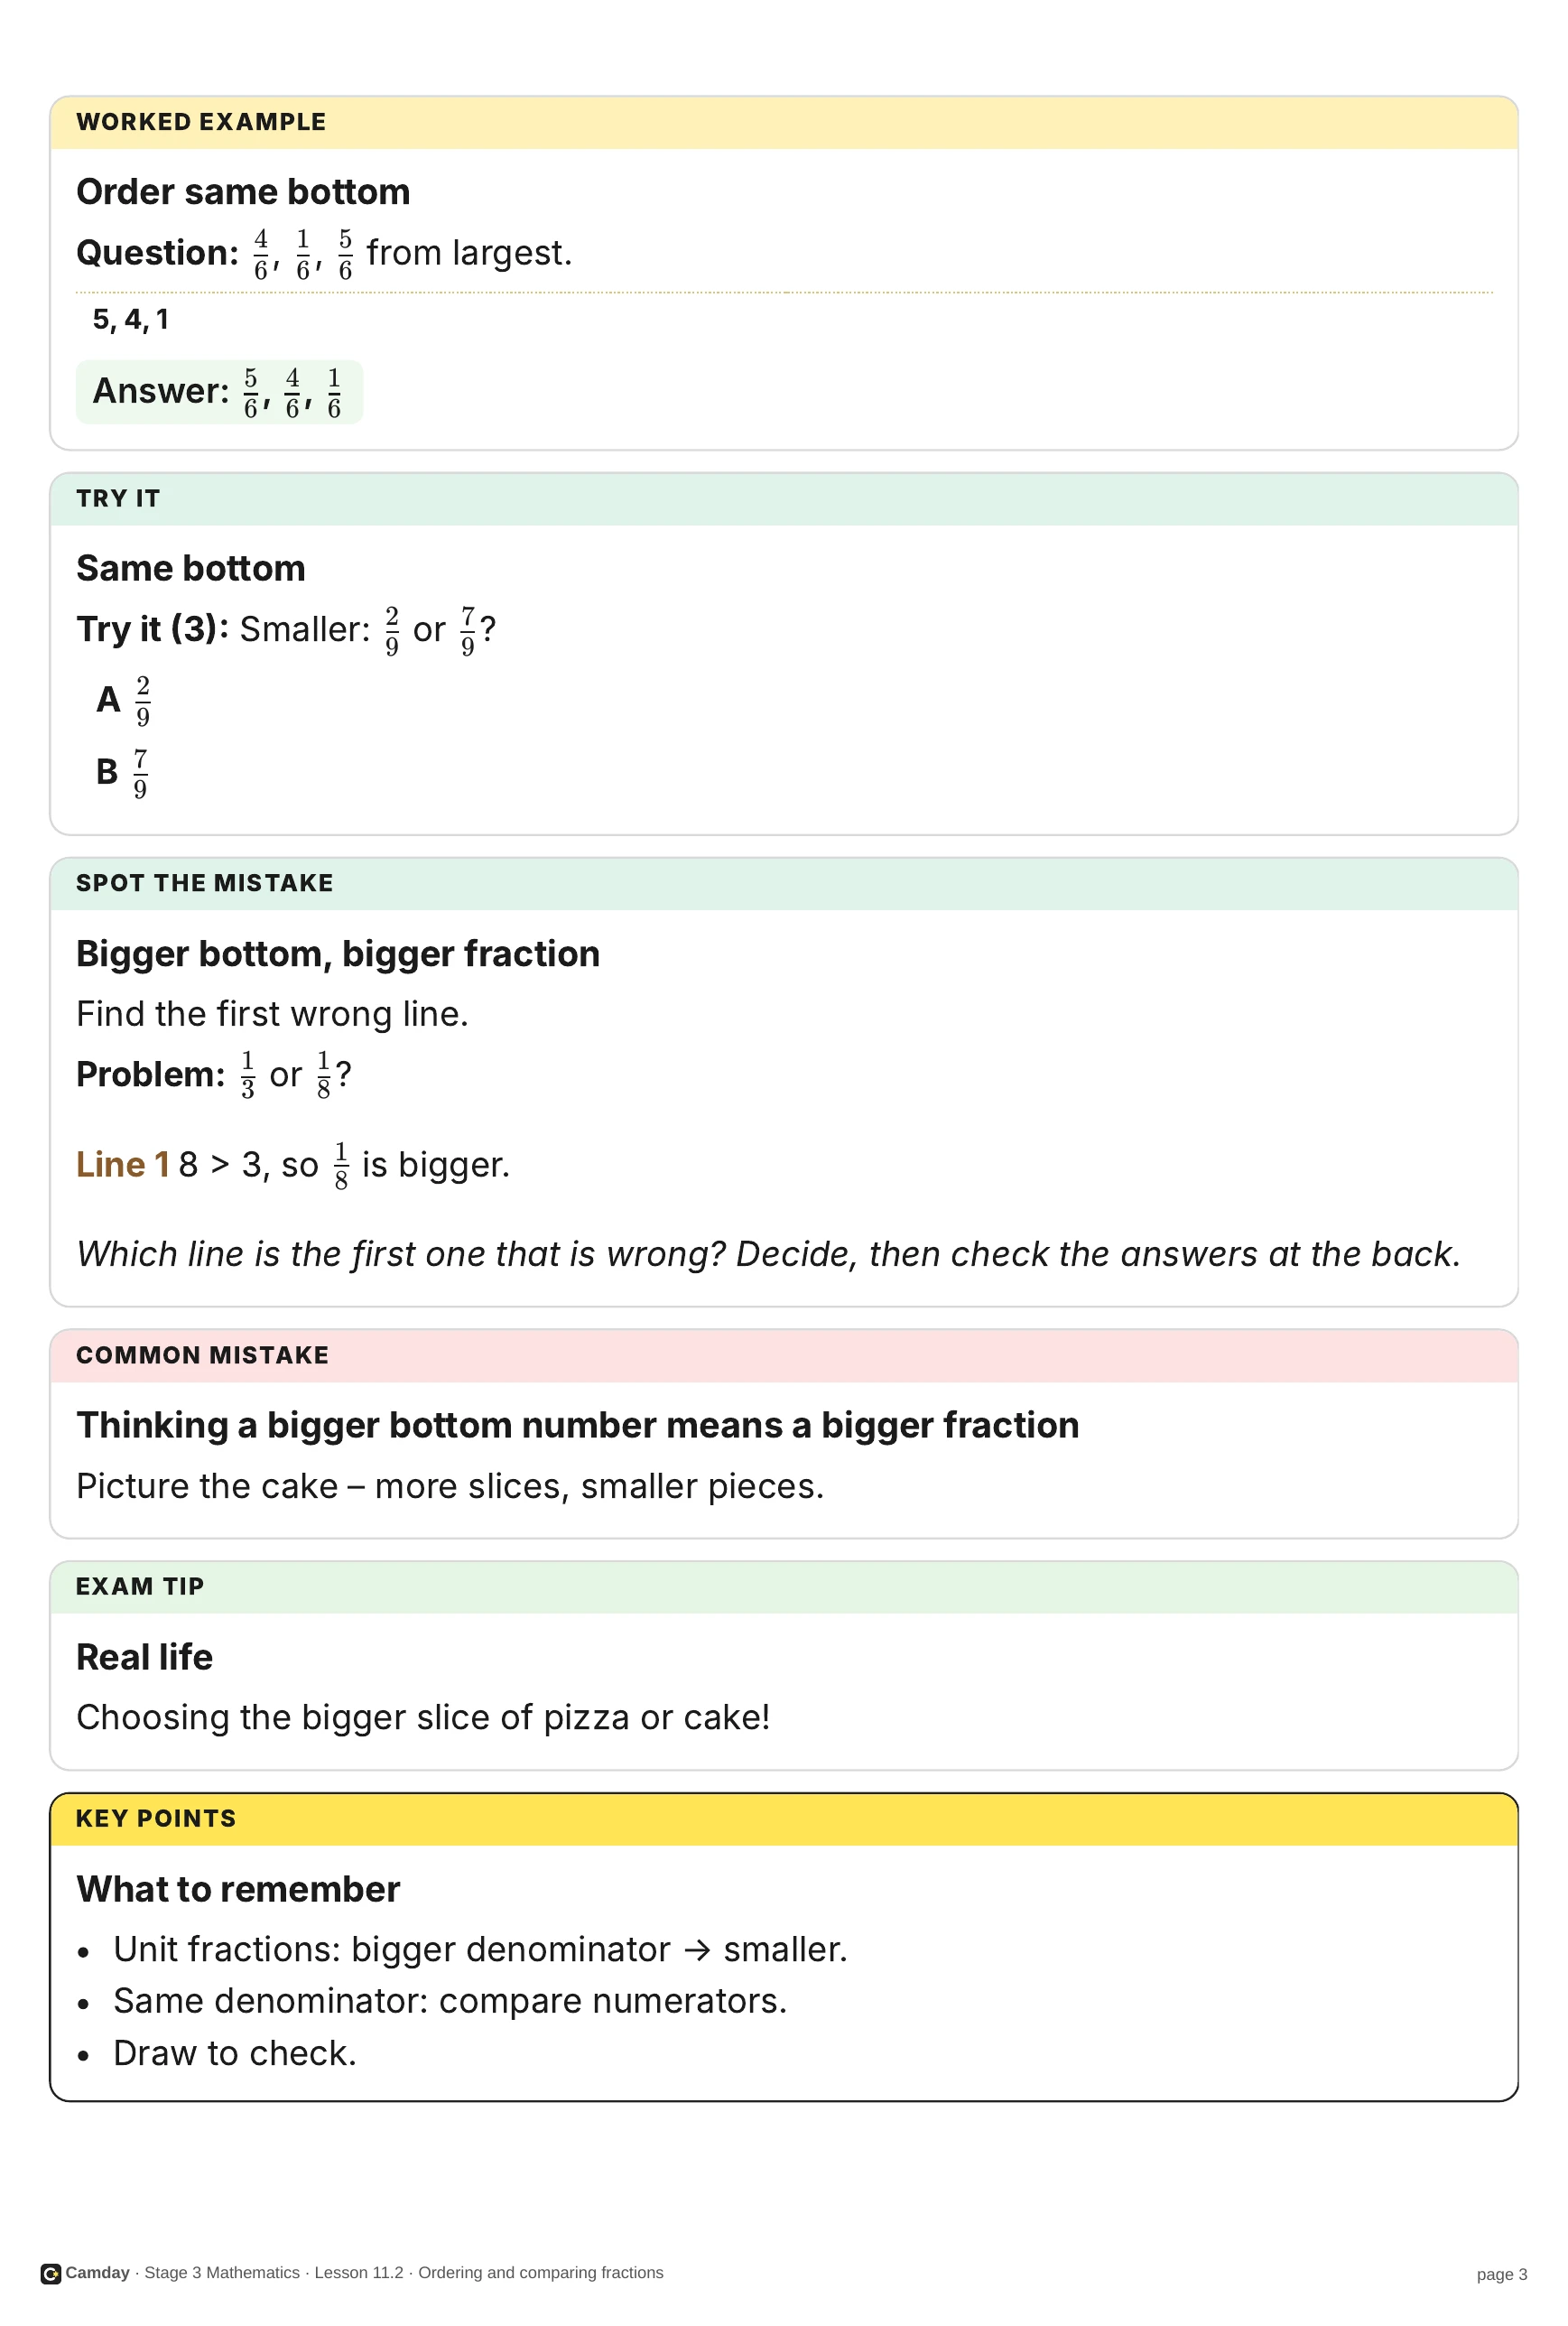 WORKED EXAMPLE
Order same bottom
Question: 4/6, 1/6, 5/6 from largest.
5, 4, 1
Answer: 5/6, 4/6, 1/6
TRY IT
Same bottom
Try it (3): Smaller: 2/9 or 7/9?
A 2/9
B 7/9
SPOT THE MISTAKE
Bigger bottom, bigger fraction
Find the first wrong line.
Problem: 1/3 or 1/8?
Line 1 8 > 3, so 1/8 is bigger.
Which line is the first one that is wrong? Decide, then check the answers at the back.
COMMON MISTAKE
Thinking a bigger bottom number means a bigger fraction
Picture the cake – more slices, smaller pieces.
EXAM TIP
Real life
Choosing the bigger slice of pizza or cake!
KEY POINTS
What to remember
• Unit fractions: bigger denominator → smaller.
• Same denominator: compare numerators.
• Draw to check.
Camday · Stage 3 Mathematics · Lesson 11.2 · Ordering and comparing fractions
page 3